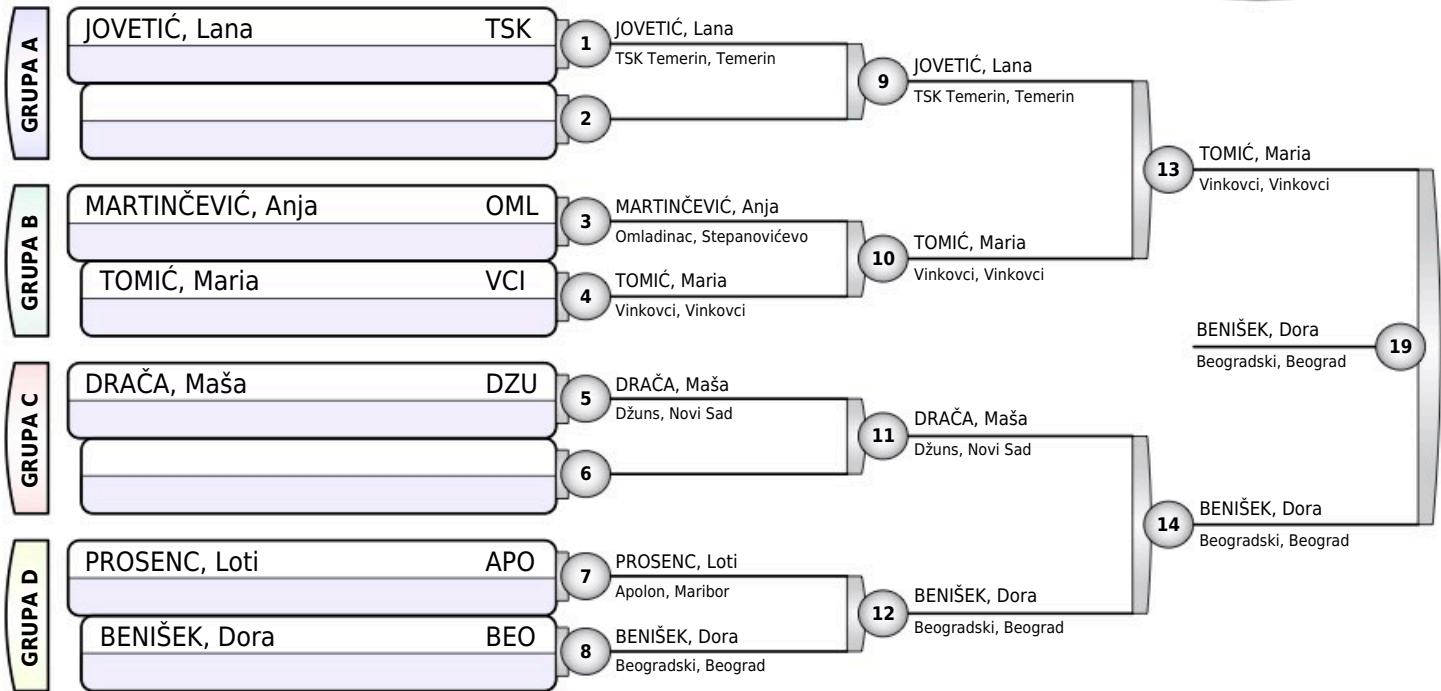 GRUPA A
JOVETIĆ, Lana TSK
1
JOVETIĆ, Lana
TSK Temerin, Temerin
2
9
JOVETIĆ, Lana
TSK Temerin, Temerin
GRUPA B
MARTINČEVIĆ, Anja OML
3
MARTINČEVIĆ, Anja
Omladinac, Stepanovićevo
TOMIĆ, Maria VCI
4
TOMIĆ, Maria
Vinkovci, Vinkovci
10
TOMIĆ, Maria
Vinkovci, Vinkovci
13
TOMIĆ, Maria
Vinkovci, Vinkovci
GRUPA C
DRAČA, Maša DZU
5
DRAČA, Maša
Džuns, Novi Sad
6
11
DRAČA, Maša
Džuns, Novi Sad
GRUPA D
PROSENC, Loti APO
7
PROSENC, Loti
Apolon, Maribor
BENIŠEK, Dora BEO
8
BENIŠEK, Dora
Beogradski, Beograd
12
BENIŠEK, Dora
Beogradski, Beograd
14
BENIŠEK, Dora
Beogradski, Beograd
BENIŠEK, Dora
Beogradski, Beograd
19